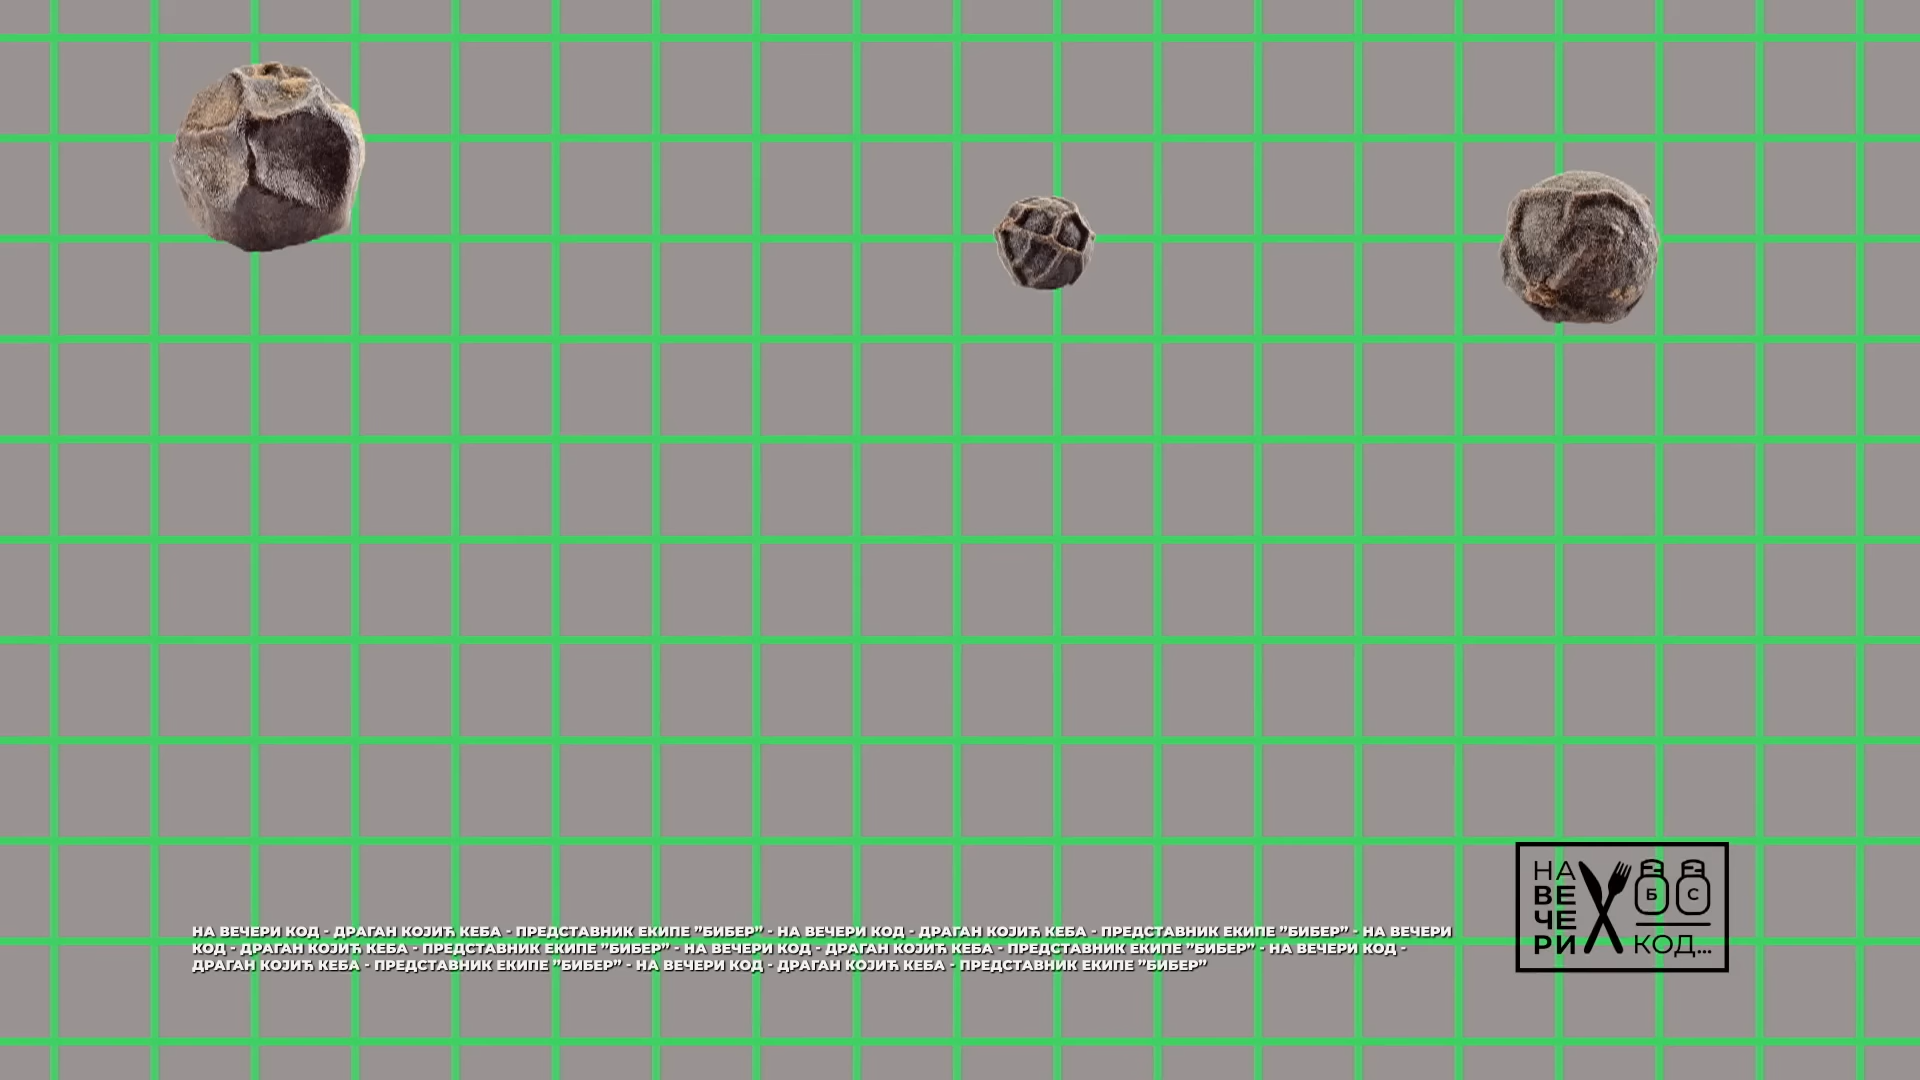 НА ВЕЧЕРИ КОД - ДРАГАН КОЈИЋ КЕБА - ПРЕДСТАВНИК ЕКИПЕ ”БИБЕР” - НА ВЕЧЕРИ КОД - ДРАГАН КОЈИЋ КЕБА - ПРЕДСТАВНИК ЕКИПЕ ”БИБЕР” - НА ВЕЧЕРИ
КОД - ДРАГАН КОЈИЋ КЕБА - ПРЕДСТАВНИК ЕКИПЕ ”БИБЕР” - НА ВЕЧЕРИ КОД - ДРАГАН КОЈИЋ КЕБА - ПРЕДСТАВНИК ЕКИПЕ ”БИБЕР” - НА ВЕЧЕРИ КОД -
ДРАГАН КОЈИЋ КЕБА - ПРЕДСТАВНИК ЕКИПЕ ”БИБЕР” - НА ВЕЧЕРИ КОД - ДРАГАН КОЈИЋ КЕБА - ПРЕДСТАВНИК ЕКИПЕ ”БИБЕР”
НА
ВЕ
ЧЕ
РИ
Б С
КОД...